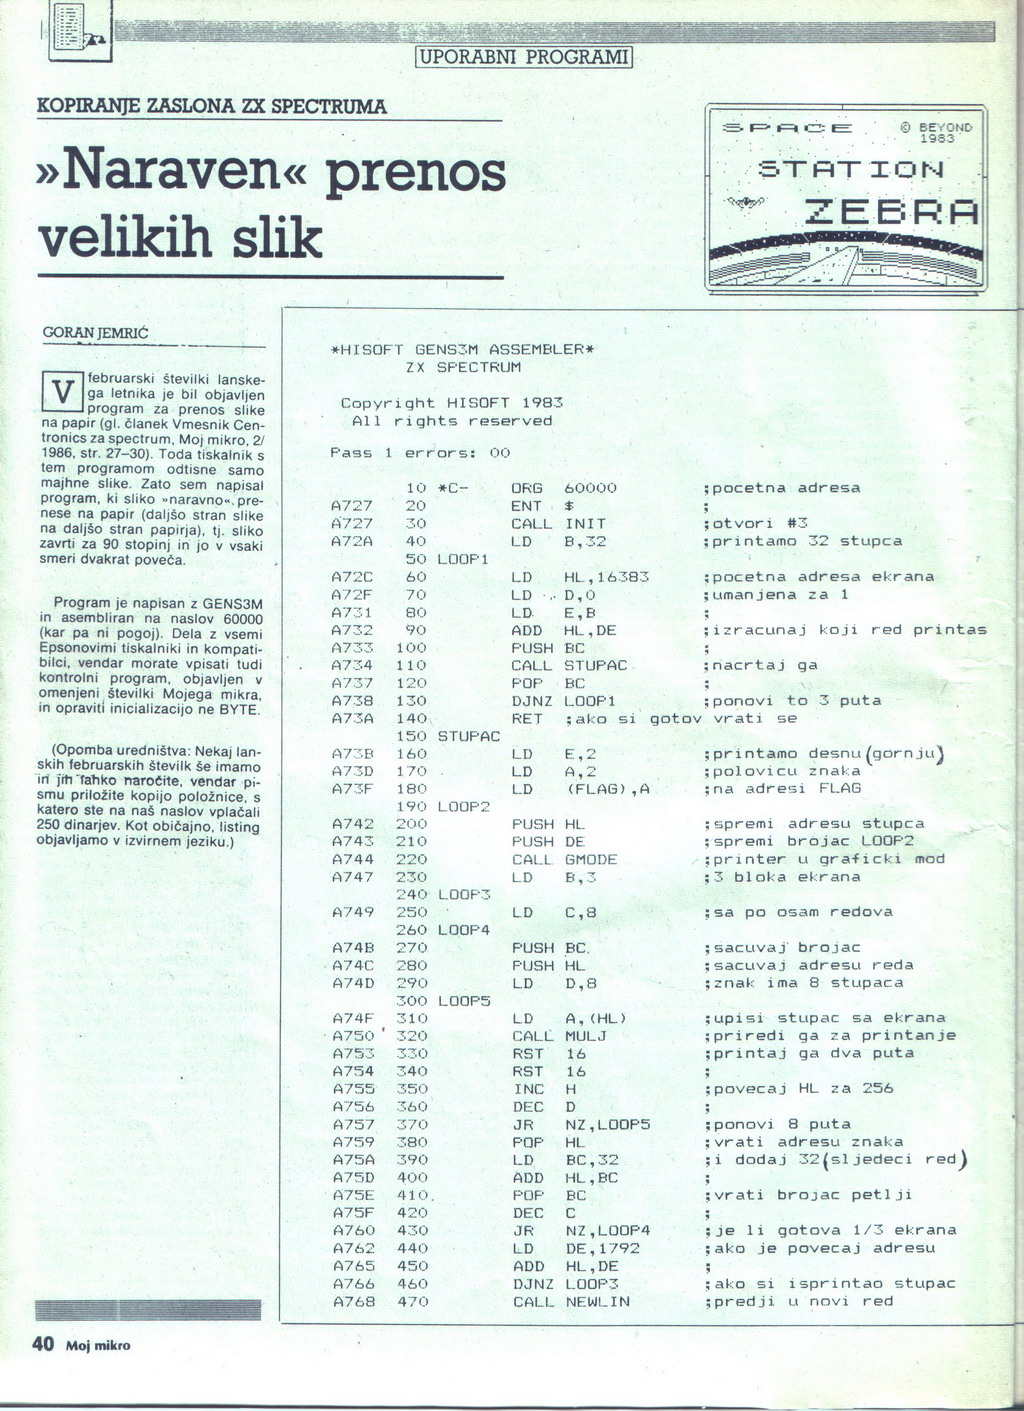 UPORABNI PROGRAMI
KOPIRANJE ZASLONA ZX SPECTRUMA
»Naraven« prenos
velikih slik
SPACE © BEYOND
1983
STATION
ZEBRA
GORAN JEMRIĆ
V februarski številki lanske-
ga letnika je bil objavljen
program za prenos slike
na papir (gl. članek Vmesnik Cen-
tronics za spectrum, Moj mikro, 2/
1986, str. 27–30). Toda tiskalnik s
tem programom odtisne samo
majhne slike. Zato sem napisal
program, ki sliko »naravno« pre-
nese na papir (daljšo stran slike
na daljšo stran papirja), tj. sliko
zavrti za 90 stopinj in jo v vsaki
smeri dvakrat poveča.
Program je napisan z GENS3M
in asembliran na naslov 60000
(kar pa ni pogoj). Dela z vsemi
Epsonovimi tiskalniki in kompati-
bilci, vendar morate vpisati tudi
kontrolni program, objavljen v
omenjeni številki Mojega mikra,
in opraviti inicializacijo ne BYTE.
(Opomba uredništva: Nekaj lan-
skih februarskih številk še imamo
in jih lahko naročite, vendar pi-
smu priložite kopijo položnice, s
katero ste na naš naslov vplačali
250 dinarjev. Kot običajno, listing
objavljamo v izvirnem jeziku.)
*HISOFT GENS3M ASSEMBLER*
ZX SPECTRUM
Copyright HISOFT 1983
All rights reserved
Pass 1 errors: 00
10 *C- ORG 60000 ;pocetna adresa
A727 20 ENT $ ;
A727 30 CALL INIT ;otvori #3
A72A 40 LD B,32 ;printamo 32 stupca
50 LOOP1
A72C 60 LD HL,16383 ;pocetna adresa ekrana
A72F 70 LD D,0 ;umanjena za 1
A731 80 LD E,B ;
A732 90 ADD HL,DE ;izracunaj koji red printas
A733 100 PUSH BC ;
A734 110 CALL STUPAC ;nacrtaj ga
A737 120 POP BC ;
A738 130 DJNZ LOOP1 ;ponovi to 3 puta
A73A 140 RET ;ako si gotov vrati se
150 STUPAC
A73B 160 LD E,2 ;printamo desnu(gornju)
A73D 170 LD A,2 ;polovicu znaka
A73F 180 LD (FLAG),A ;na adresi FLAG
190 LOOP2
A742 200 PUSH HL ;spremi adresu stupca
A743 210 PUSH DE ;spremi brojac LOOP2
A744 220 CALL GMODE ;printer u graficki mod
A747 230 LD B,3 ;3 bloka ekrana
240 LOOP3
A749 250 LD C,8 ;sa po osam redova
260 LOOP4
A74B 270 PUSH BC ;sacuvaj brojac
A74C 280 PUSH HL ;sacuvaj adresu reda
A74D 290 LD D,8 ;znak ima 8 stupaca
300 LOOP5
A74F 310 LD A,(HL) ;upisi stupac sa ekrana
A750 320 CALL MULJ ;priredi ga za printanje
A753 330 RST 16 ;printaj ga dva puta
A754 340 RST 16 ;
A755 350 INC H ;povecaj HL za 256
A756 360 DEC D ;
A757 370 JR NZ,LOOP5 ;ponovi 8 puta
A759 380 POP HL ;vrati adresu znaka
A75A 390 LD BC,32 ;i dodaj 32(sljedeci red)
A75D 400 ADD HL,BC ;
A75E 410 POP BC ;vrati brojac petlji
A75F 420 DEC C ;
A760 430 JR NZ,LOOP4 ;je li gotova 1/3 ekrana
A762 440 LD DE,1792 ;ako je povecaj adresu
A765 450 ADD HL,DE ;
A766 460 DJNZ LOOP3 ;ako si isprintao stupac
A768 470 CALL NEWLIN ;predji u novi red
40 Moj mikro